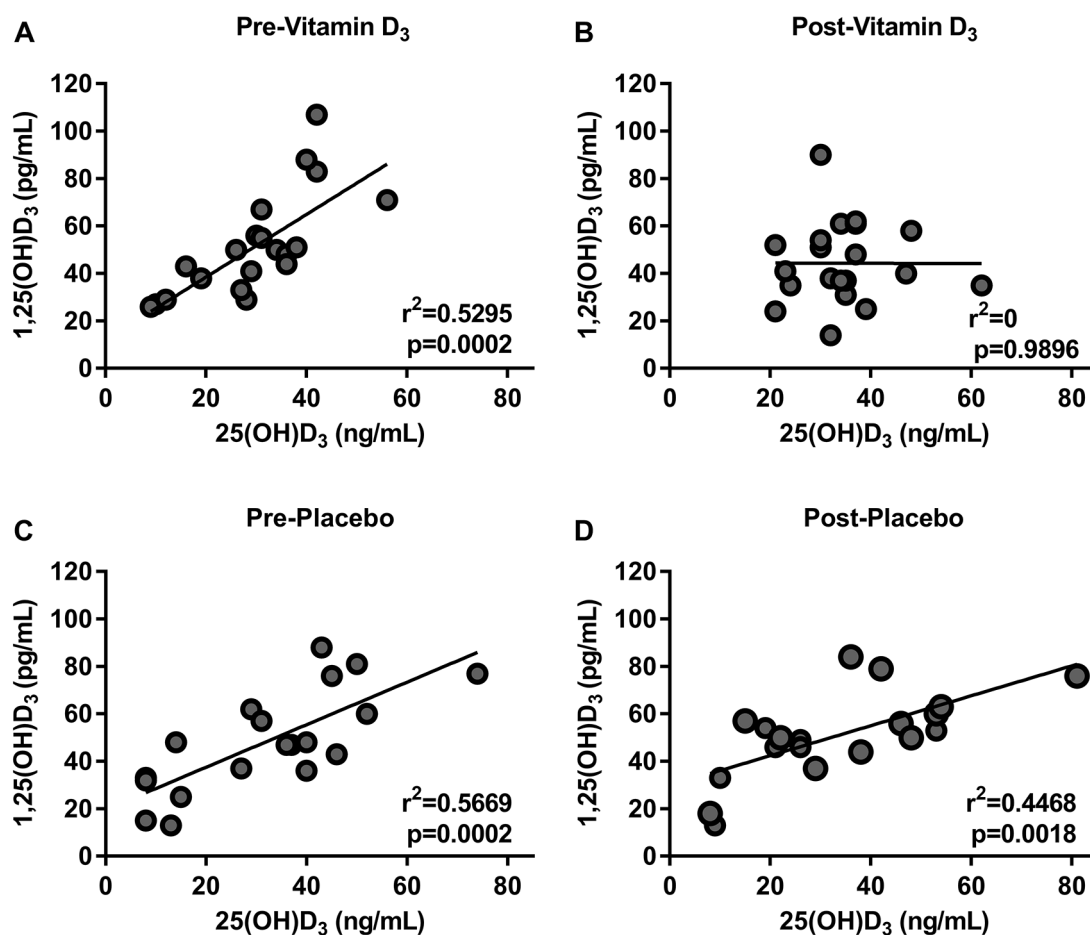 A
Pre-Vitamin D₃
1,25(OH)D₃ (pg/mL)
120
100
80
60
40
20
0
r²=0.5295
p=0.0002
0 20 40 60 80
25(OH)D₃ (ng/mL)
B
Post-Vitamin D₃
1,25(OH)D₃ (pg/mL)
120
100
80
60
40
20
0
r²=0
p=0.9896
0 20 40 60 80
25(OH)D₃ (ng/mL)
C
Pre-Placebo
1,25(OH)D₃ (pg/mL)
120
100
80
60
40
20
0
r²=0.5669
p=0.0002
0 20 40 60 80
25(OH)D₃ (ng/mL)
D
Post-Placebo
1,25(OH)D₃ (pg/mL)
120
100
80
60
40
20
0
r²=0.4468
p=0.0018
0 20 40 60 80
25(OH)D₃ (ng/mL)